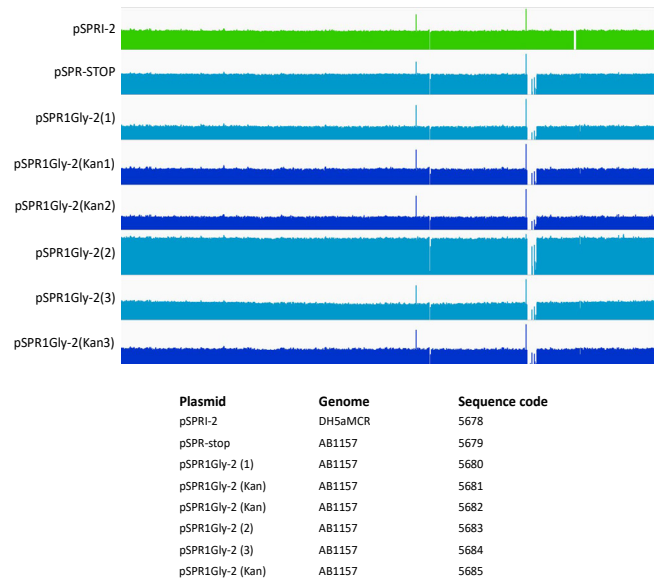 pSPRI-2
pSPR-STOP
pSPR1Gly-2(1)
pSPR1Gly-2(Kan1)
pSPR1Gly-2(Kan2)
pSPR1Gly-2(2)
pSPR1Gly-2(3)
pSPR1Gly-2(Kan3)
Plasmid Genome Sequence code
pSPRI-2 DH5aMCR 5678
pSPR-stop AB1157 5679
pSPR1Gly-2 (1) AB1157 5680
pSPR1Gly-2 (Kan) AB1157 5681
pSPR1Gly-2 (Kan) AB1157 5682
pSPR1Gly-2 (2) AB1157 5683
pSPR1Gly-2 (3) AB1157 5684
pSPR1Gly-2 (Kan) AB1157 5685